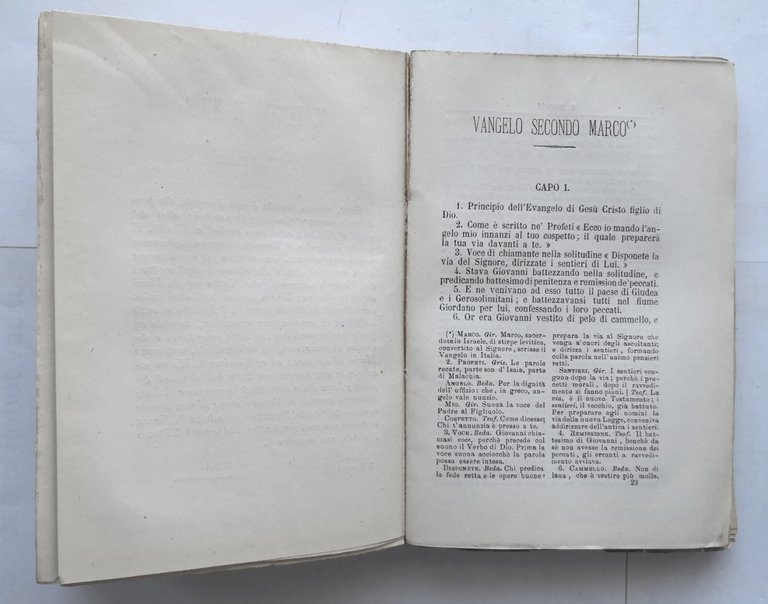 VANGELO SECONDO MARCO(*)
CAPO 1.
1. Principio dell'Evangelo di Gesù Cristo figlio di
Dio.
2. Come è scritto ne' Profeti « Ecco io mando l'an-
gelo mio innanzi al tuo cospetto; il quale preparerà
la tua via davanti a te. »
3. Voce di chiamante nella solitudine « Disponete la
via del Signore, dirizzate i sentieri di Lui. »
4. Stava Giovanni battezzando nella solitudine, e
predicando battesimo di penitenza e remission de'peccati.
5. E ne venivano ad esso tutto il paese di Giudea
e i Gerosolimitani; e battezzavansi tutti nel fiume
Giordano per lui, confessando i loro peccati.
6. Or era Giovanni vestito di pelo di cammello, e
[*] MARCO. Gir. Marco, sacer-
dote in Israele, di stirpe levitica,
convertito al Signore, scrisse il
Vangelo in Italia.
2. PROFETI. Gris. Le parole
recate, parte son d'Isaia, parte di
Malachia.
ANGELO. Beda. Per la dignità
dell'uffizio: che, in greco, an-
gelo vale nunzio.
MIO. Gir. Suona la voce del
Padre al Figliuolo.
COSPETTO. Teof. Come dicesse;
Chi t'annuntia è presso a te.
3. VOCE. Beda. Giovanni chia-
masi voce, perchè precede col
suono il Verbo di Dio. Prima la
voce suona acciocchè la parola
possa essere intesa.
DISPONETE. Beda. Chi predica
la fede retta e le opere buone,
prepara la via al Signore che
venga a'cuori degli ascoltanti;
e dirizza i sentieri, formando
colla parola nell'animo pensieri
retti.
SENTIERI. Gir. I sentieri ven-
gono dopo la via; perchè i pre-
cetti morali, dopo il ravvedi-
mento si fanno piani. | Teof. La
via, è il nuovo Testamento; i
sentieri, il vecchio, già battuto.
Per preparare agli uomini la
via della nuova Legge, conveniva
addirizzare dell'antica i sentieri.
4. REMISSIONE. Teof. Il bat-
tesimo di Giovanni, benchè da
sè non avesse la remissione dei
peccati, gli erranti a ravvedi-
mento avviava.
6. CAMMELLO. Beda. Non di
lana, che è vestire più molle.
23